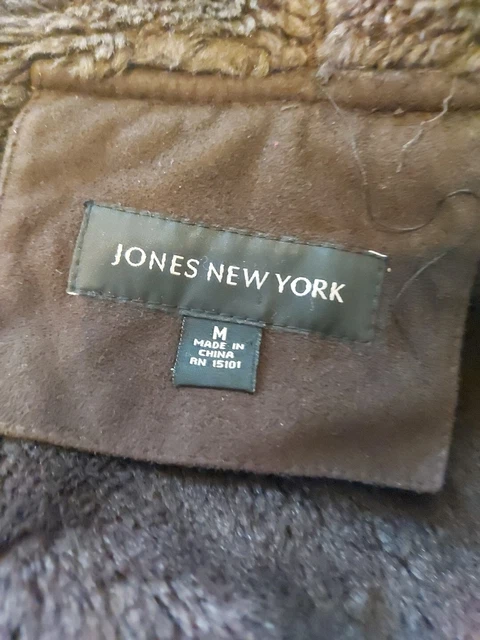 JONES NEW YORK
M
MADE IN
CHINA
RN 15101